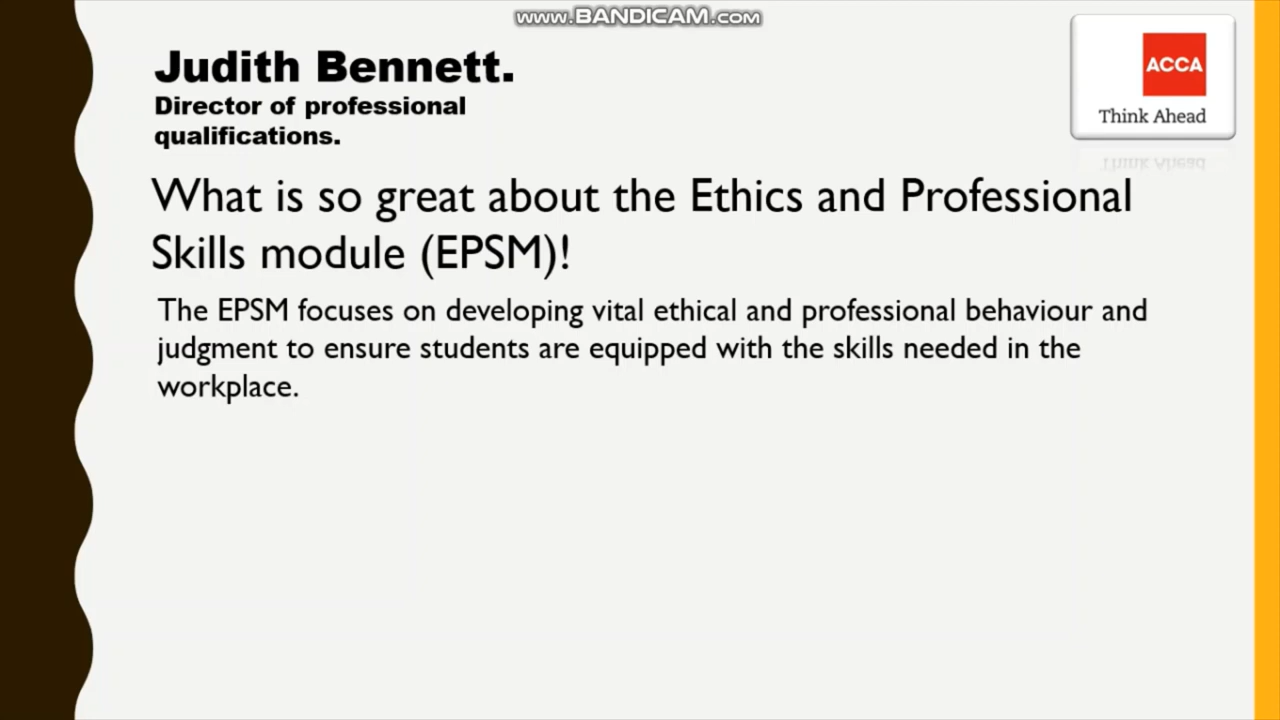 www.BANDICAM.com
Judith Bennett.
Director of professional
qualifications.
ACCA
Think Ahead
Think Ahead
What is so great about the Ethics and Professional
Skills module (EPSM)!
The EPSM focuses on developing vital ethical and professional behaviour and
judgment to ensure students are equipped with the skills needed in the
workplace.